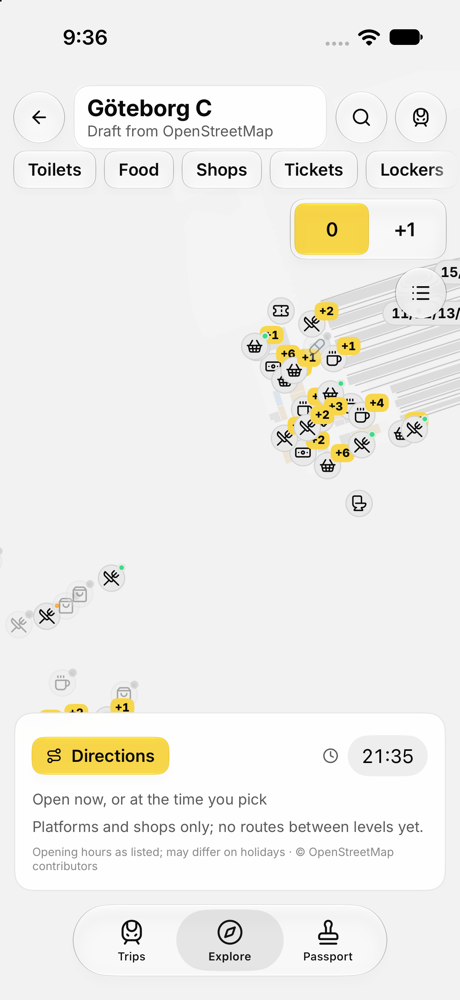 9:36
Göteborg C
Draft from OpenStreetMap
Toilets
Food
Shops
Tickets
Lockers
0
+1
15,
+2
+6
+1
+1
+3
+4
+2
+2
+6
+1
Directions
21:35
Open now, or at the time you pick
Platforms and shops only; no routes between levels yet.
Opening hours as listed; may differ on holidays · © OpenStreetMap
contributors
Trips
Explore
Passport